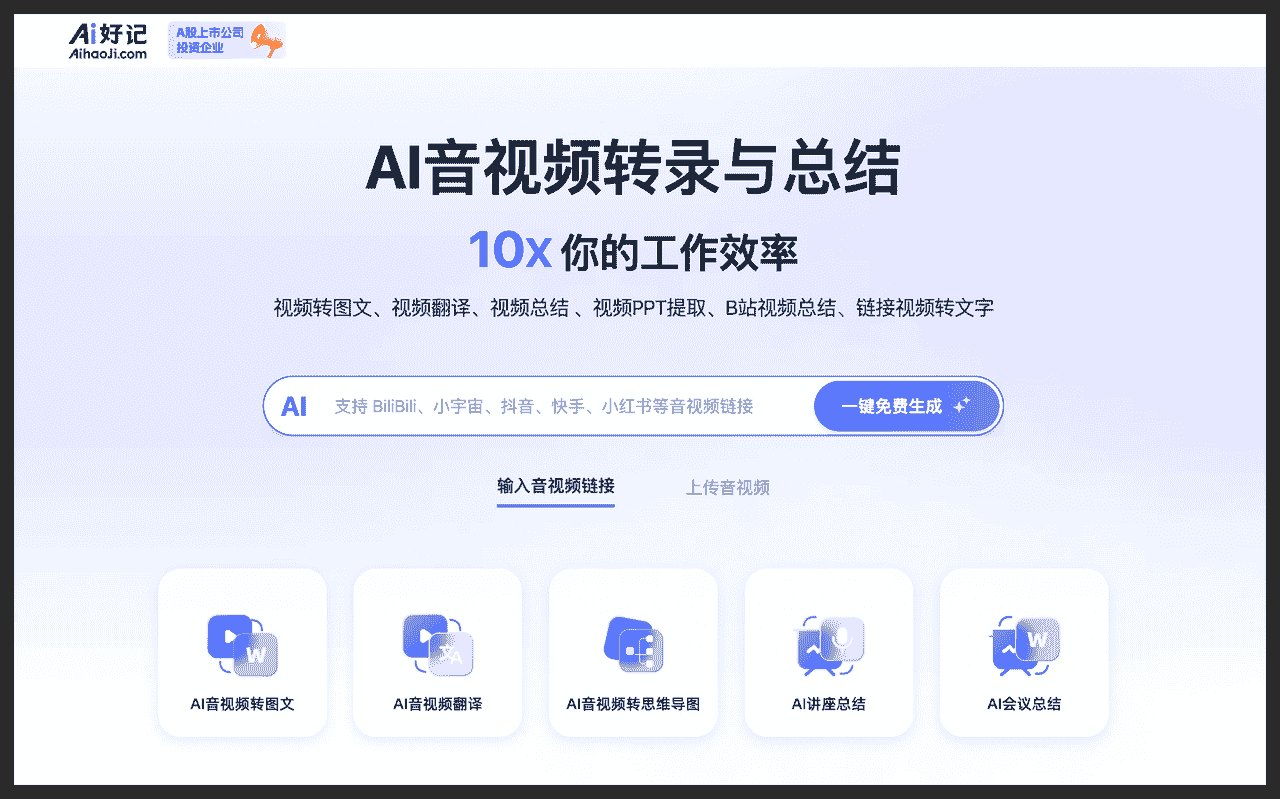 Ai好记
AihaoJi.com
A股上市公司
投资企业
AI音视频转录与总结
10x 你的工作效率
视频转图文、视频翻译、视频总结 、视频PPT提取、B站视频总结、链接视频转文字
AI
支持 BiliBili、小宇宙、抖音、快手、小红书等音视频链接
一键免费生成
输入音视频链接
上传音视频
W
文A
W
AI音视频转图文
AI音视频翻译
AI音视频转思维导图
AI讲座总结
AI会议总结